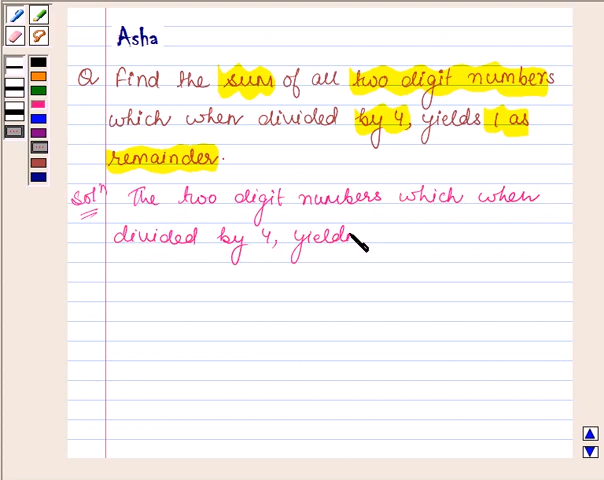 Asha
Q Find the sum of all two digit numbers
which when divided by 4, yields 1 as
remainder.
Solⁿ The two digit numbers which when
divided by 4, yields